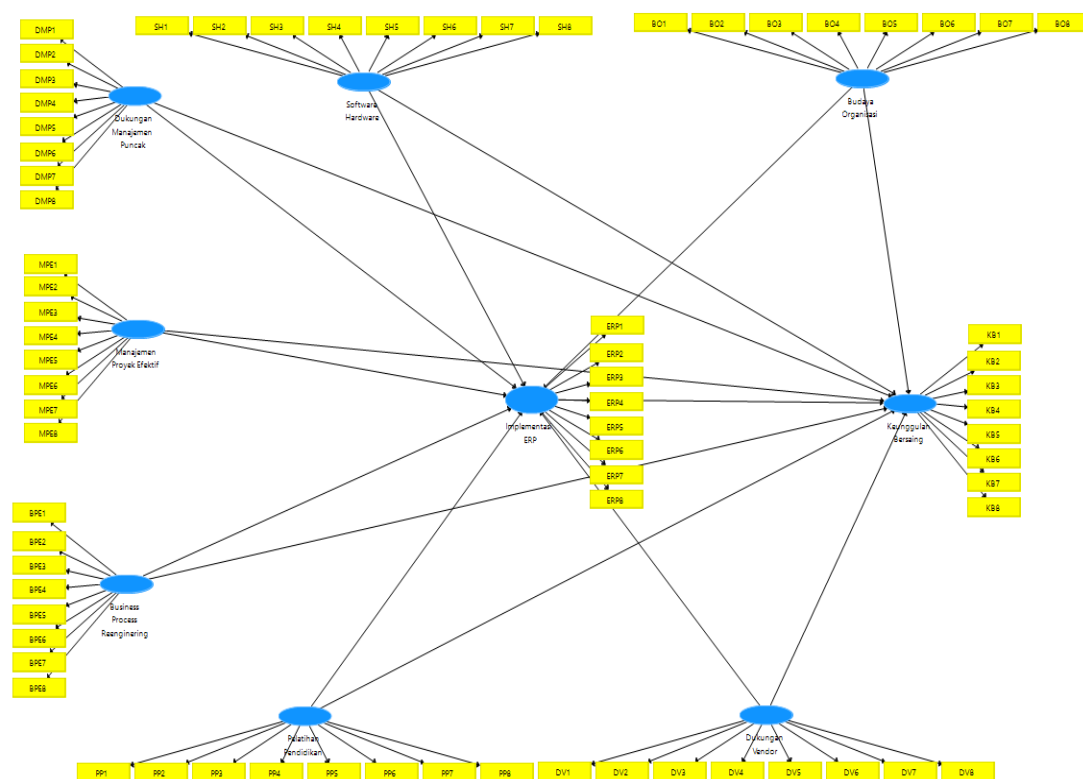 SH1 SH2 SH3 SH4 SH5 SH6 SH7 SH8
BO1 BO2 BO3 BO4 BO5 BO6 BO7 BO8
DMP1
DMP2
DMP3
DMP4
DMP5
DMP6
DMP7
DMP8
Dukungan
Manajemen
Puncak
Software
Hardware
Budaya
Organisasi
MPE1
MPE2
MPE3
MPE4
MPE5
MPE6
MPE7
MPE8
Manajemen
Proyek Efektif
ERP1
ERP2
ERP3
ERP4
ERP5
ERP6
ERP7
ERP8
Implementasi
ERP
KB1
KB2
KB3
KB4
KB5
KB6
KB7
KB8
Keunggulan
Bersaing
BPE1
BPE2
BPE3
BPE4
BPE5
BPE6
BPE7
BPE8
Business
Process
Reenginering
Pelatihan
Pendidikan
Dukungan
Vendor
PP1 PP2 PP3 PP4 PP5 PP6 PP7 PP8
DV1 DV2 DV3 DV4 DV5 DV6 DV7 DV8